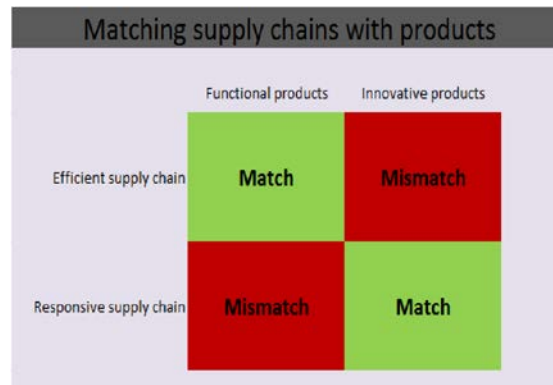 Matching supply chains with products
Functional products Innovative products
Efficient supply chain Match Mismatch
Responsive supply chain Mismatch Match